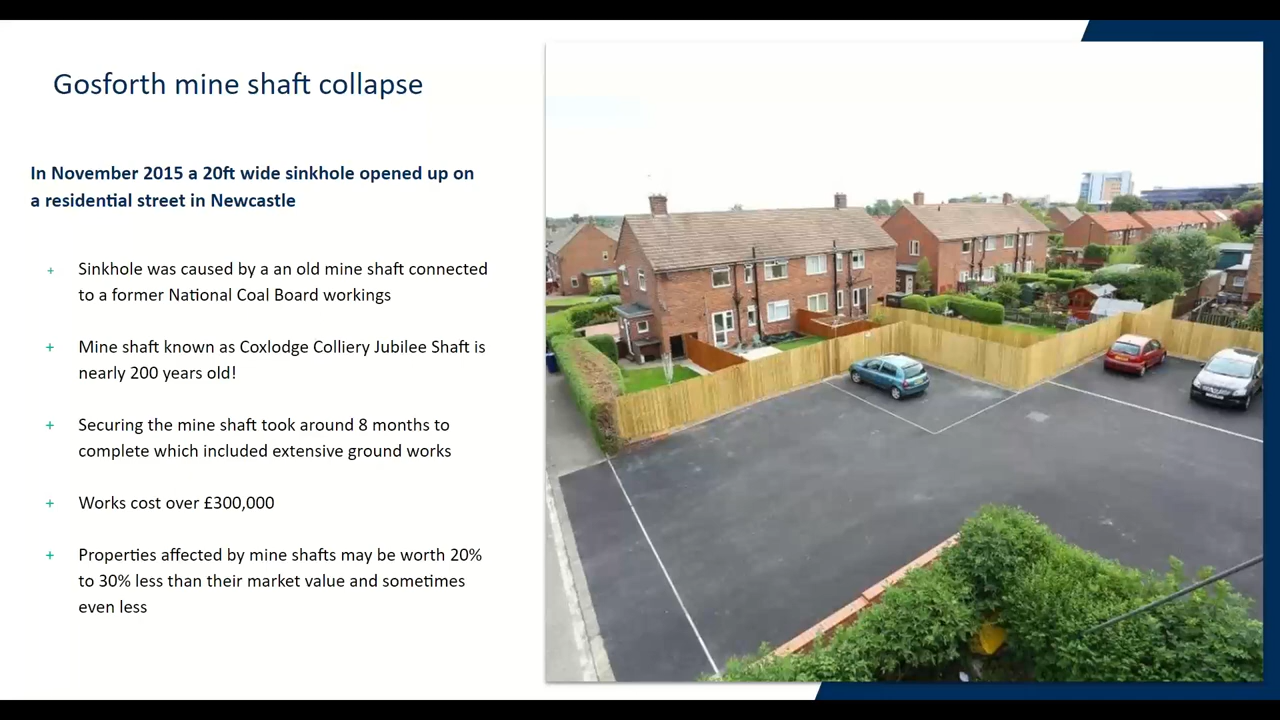 Gosforth mine shaft collapse
In November 2015 a 20ft wide sinkhole opened up on
a residential street in Newcastle
+ Sinkhole was caused by a an old mine shaft connected
to a former National Coal Board workings
+ Mine shaft known as Coxlodge Colliery Jubilee Shaft is
nearly 200 years old!
+ Securing the mine shaft took around 8 months to
complete which included extensive ground works
+ Works cost over £300,000
+ Properties affected by mine shafts may be worth 20%
to 30% less than their market value and sometimes
even less